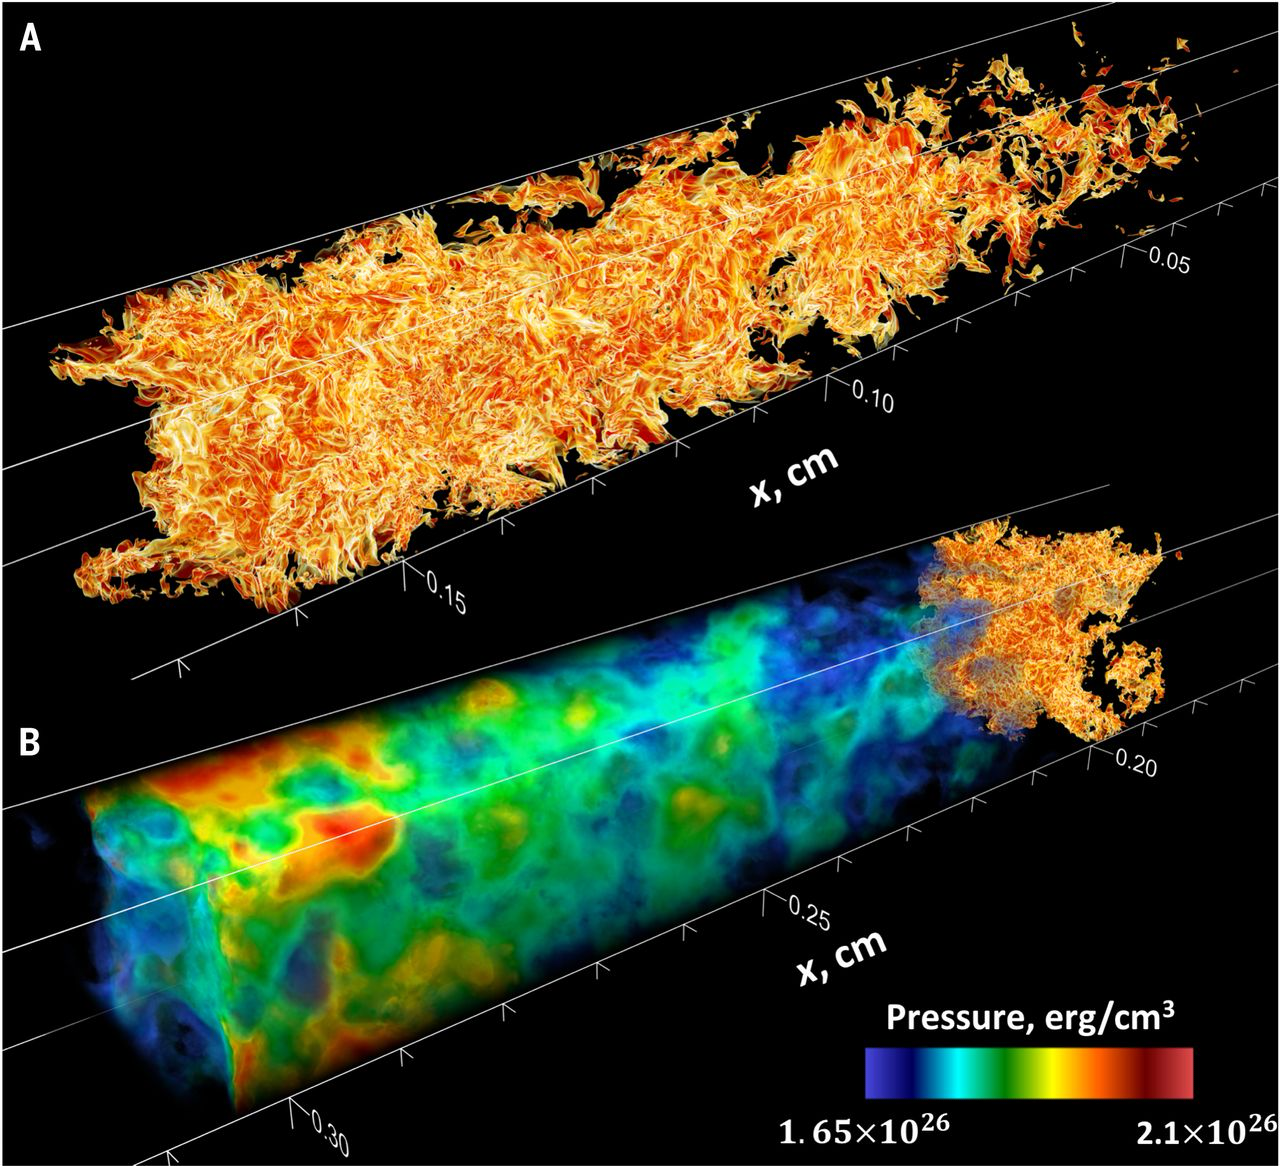 A
0.05
0.10
x, cm
0.15
B
0.20
0.25
x, cm
Pressure, erg/cm³
1.65×10²⁶
2.1×10²⁶
0.30